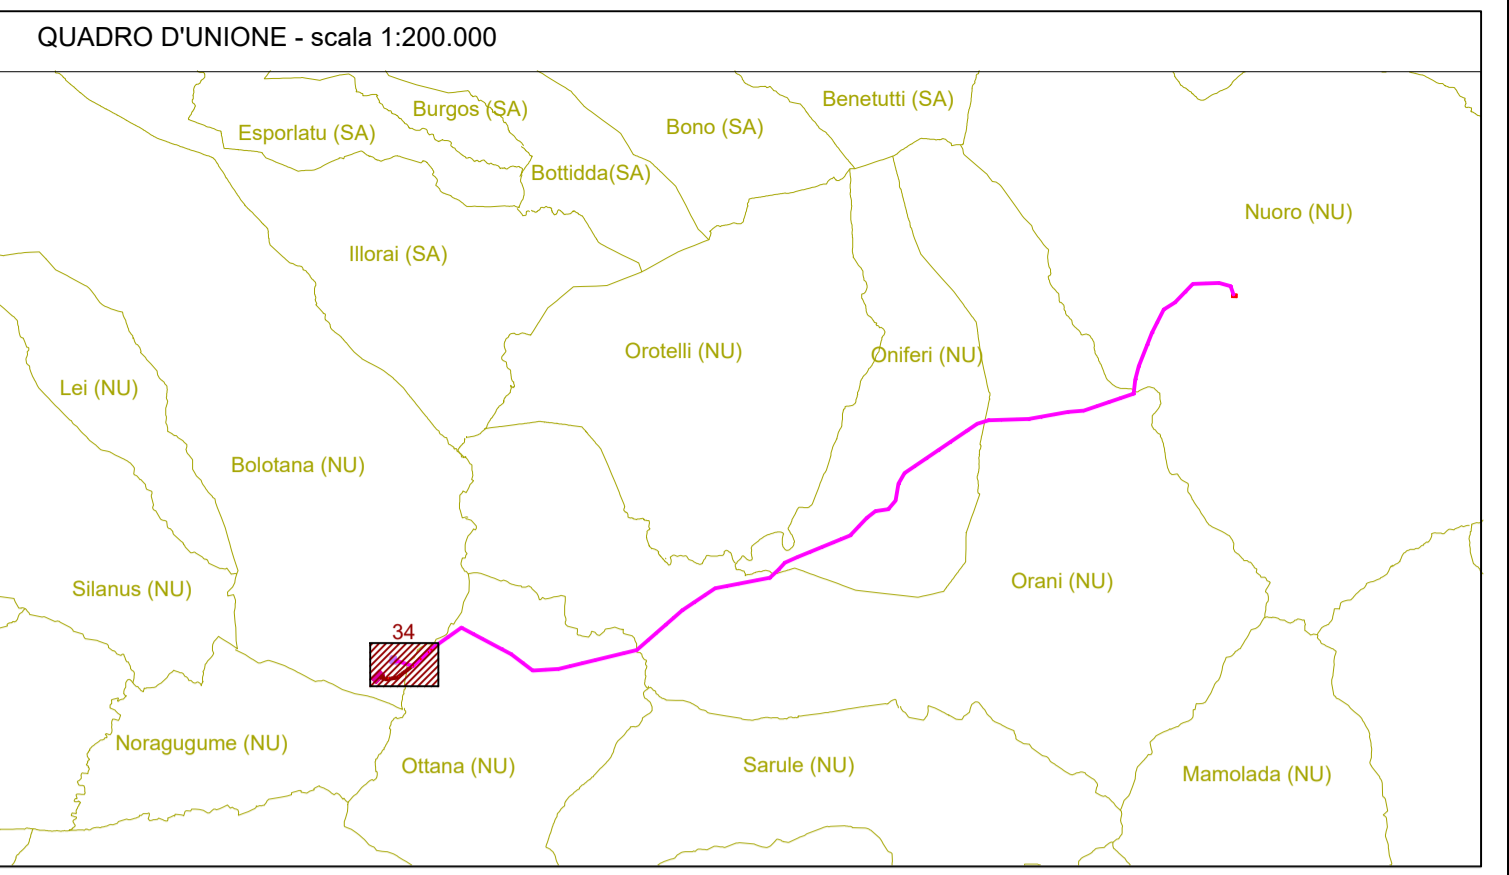 QUADRO D'UNIONE - scala 1:200.000
Benetutti (SA)
Burgos (SA)
Bono (SA)
Esporlatu (SA)
Bottidda(SA)
Nuoro (NU)
Illorai (SA)
Orotelli (NU)
Oniferi (NU)
Lei (NU)
Bolotana (NU)
Orani (NU)
Silanus (NU)
34
Noragugume (NU)
Ottana (NU)
Sarule (NU)
Mamolada (NU)